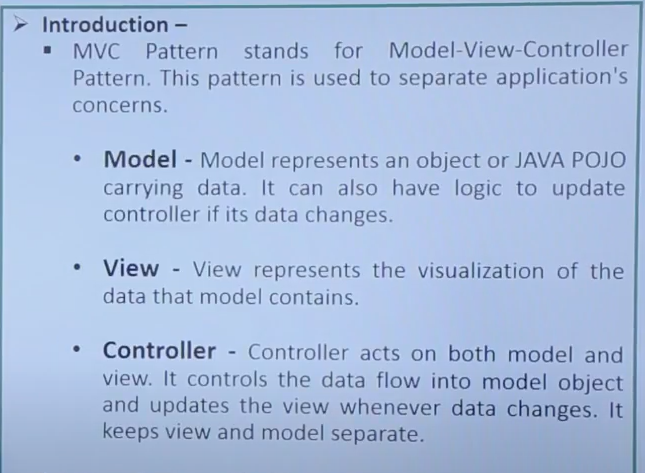 ➢ Introduction –
▪ MVC Pattern stands for Model-View-Controller
Pattern. This pattern is used to separate application's
concerns.
• Model - Model represents an object or JAVA POJO
carrying data. It can also have logic to update
controller if its data changes.
• View - View represents the visualization of the
data that model contains.
• Controller - Controller acts on both model and
view. It controls the data flow into model object
and updates the view whenever data changes. It
keeps view and model separate.